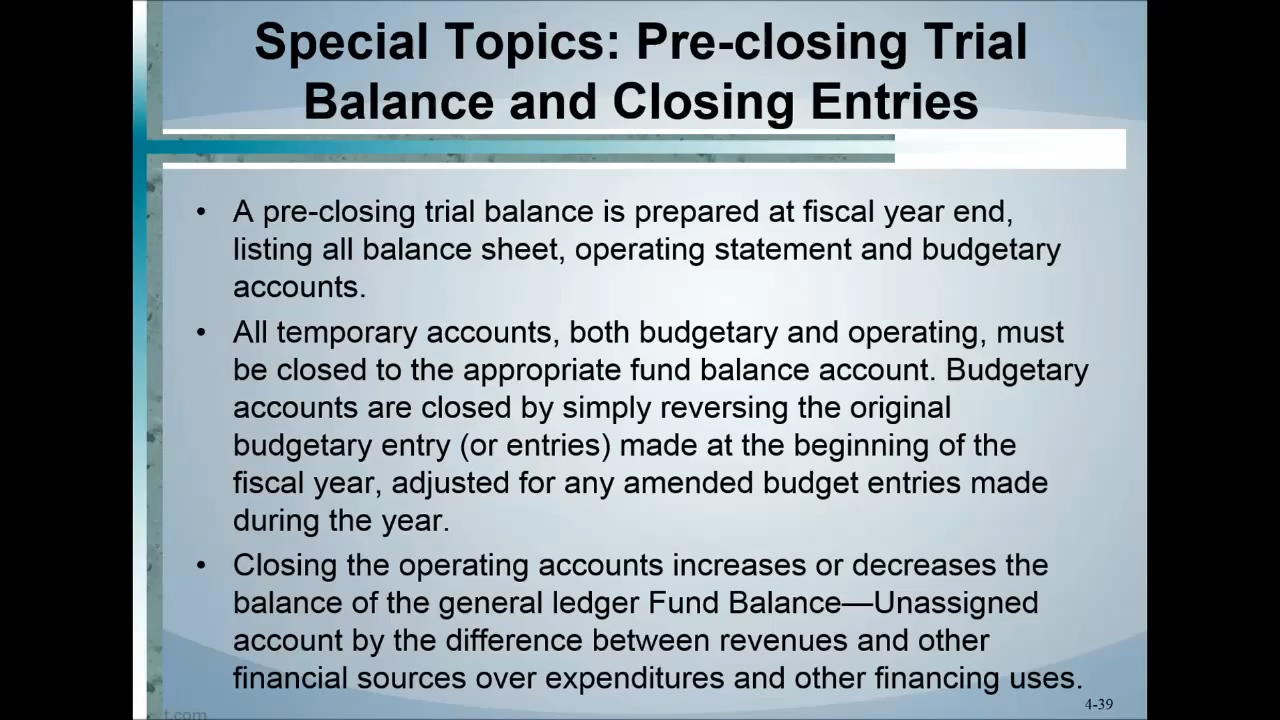 Special Topics: Pre-closing Trial
Balance and Closing Entries
• A pre-closing trial balance is prepared at fiscal year end,
listing all balance sheet, operating statement and budgetary
accounts.
• All temporary accounts, both budgetary and operating, must
be closed to the appropriate fund balance account. Budgetary
accounts are closed by simply reversing the original
budgetary entry (or entries) made at the beginning of the
fiscal year, adjusted for any amended budget entries made
during the year.
• Closing the operating accounts increases or decreases the
balance of the general ledger Fund Balance—Unassigned
account by the difference between revenues and other
financial sources over expenditures and other financing uses.
4-39
t.com